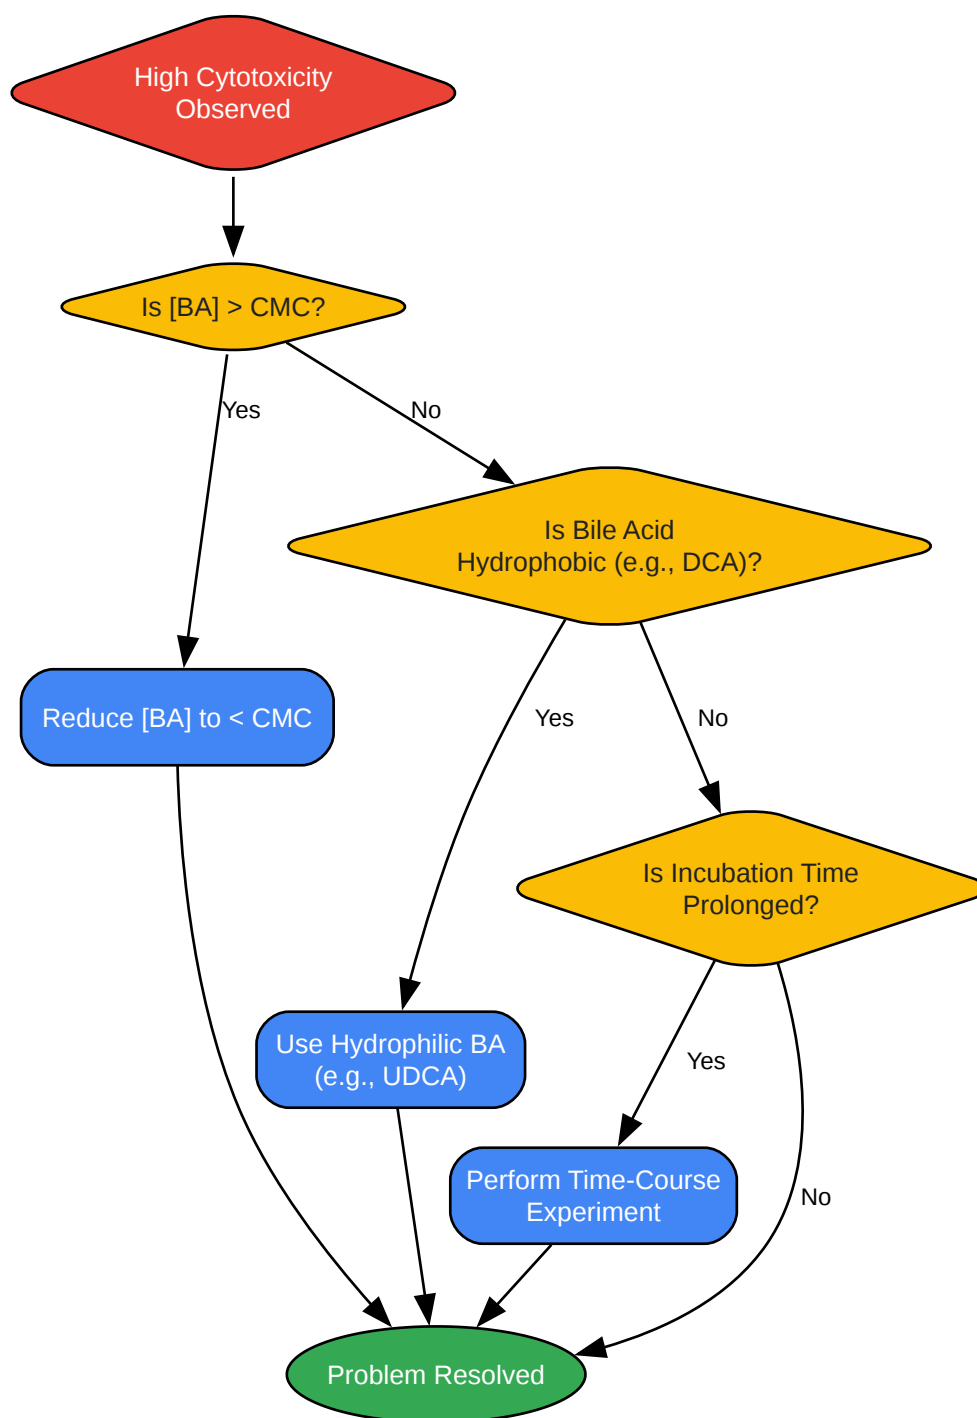 High Cytotoxicity
Observed
Is [BA] > CMC?
Yes
No
Is Bile Acid
Hydrophobic (e.g., DCA)?
Reduce [BA] to < CMC
Yes
No
Is Incubation Time
Prolonged?
Use Hydrophilic BA
(e.g., UDCA)
Yes
Perform Time-Course
Experiment
No
Problem Resolved